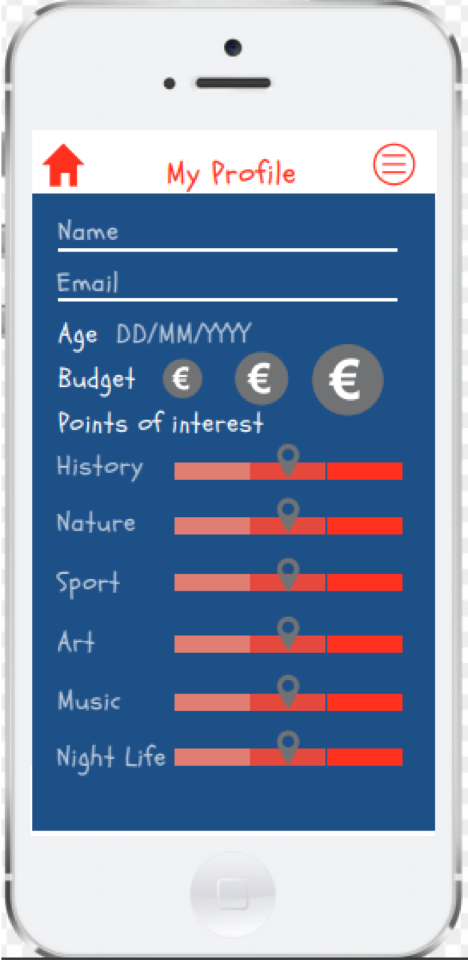 My Profile
Name
Email
Age DD/MM/YYYY
Budget € € €
Points of interest
History
Nature
Sport
Art
Music
Night Life